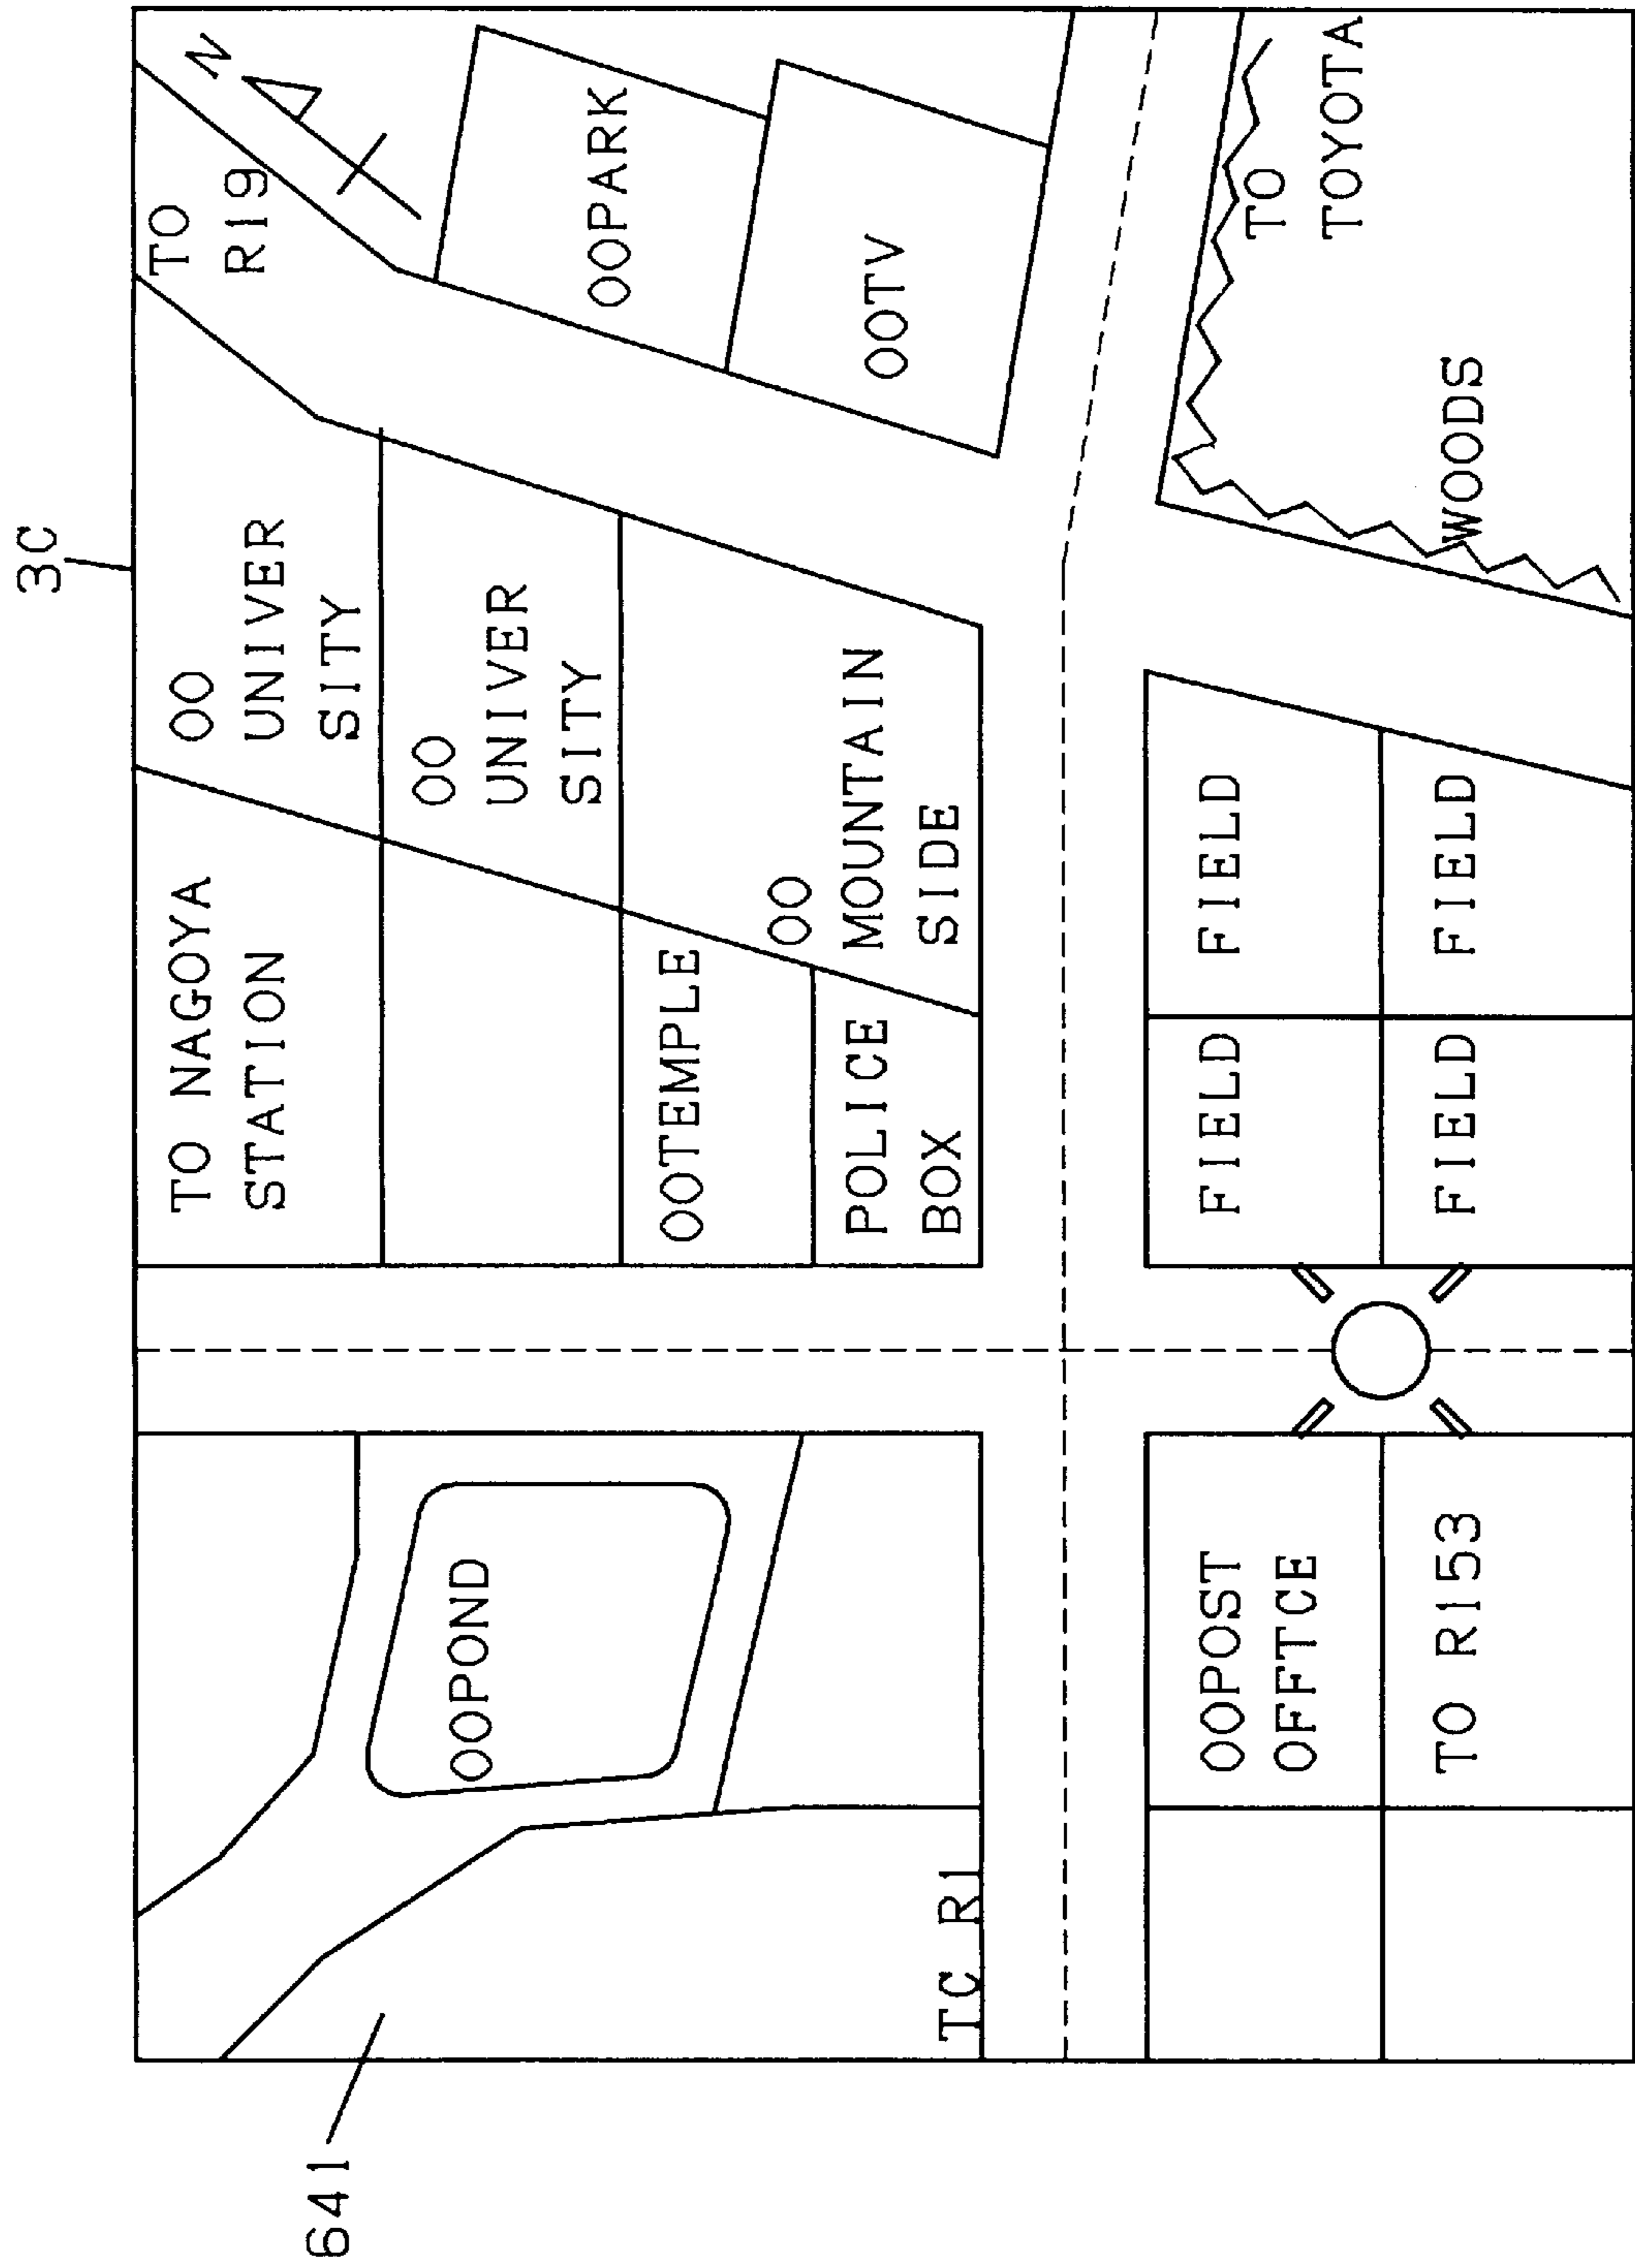 3C
641
TO NAGOYA
STATION
OO
UNIVER
SITY
TO
R19
N
OOPOND
OO
UNIVER
SITY
OOPARK
OOTEMPLE
OO
MOUNTAIN
SIDE
OOTV
POLICE
BOX
TC R1
OOPOST
OFFTCE
FIELD
FIELD
TO
TOYOTA
TO R153
FIELD
FIELD
WOODS